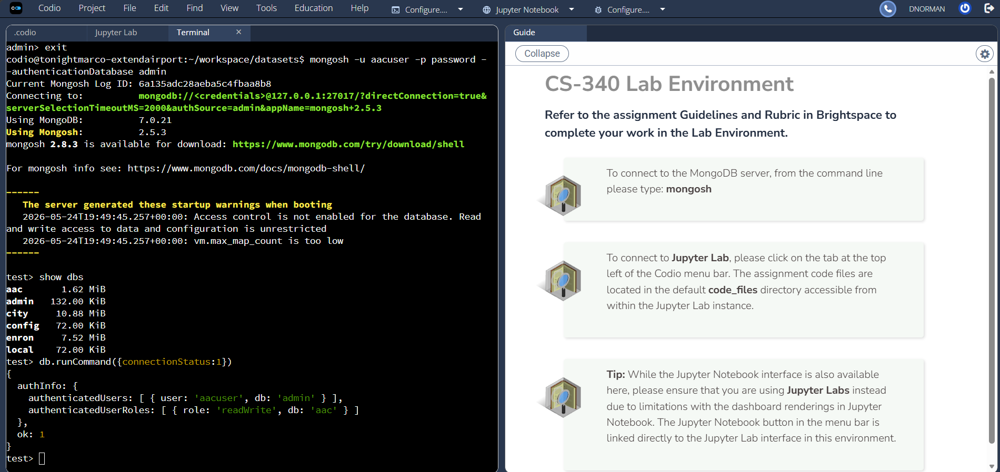 Codio Project File Edit Find View Tools Education Help Configure.... Jupyter Notebook Configure.... DNORMAN
.codio Jupyter Lab Terminal ×
admin> exit
codio@tonightmarco-extendairport:~/workspace/datasets$ mongosh -u aacuser -p password -
-authenticationDatabase admin
Current Mongosh Log ID: 6a135adc28aeba5c4fbaa8b8
Connecting to: mongodb://<credentials>@127.0.0.1:27017/?directConnection=true&
serverSelectionTimeoutMS=2000&authSource=admin&appName=mongosh+2.5.3
Using MongoDB: 7.0.21
Using Mongosh: 2.5.3
mongosh 2.8.3 is available for download: https://www.mongodb.com/try/download/shell
For mongosh info see: https://www.mongodb.com/docs/mongodb-shell/
------
The server generated these startup warnings when booting
2026-05-24T19:49:45.257+00:00: Access control is not enabled for the database. Read
and write access to data and configuration is unrestricted
2026-05-24T19:49:45.257+00:00: vm.max_map_count is too low
------
test> show dbs
aac 1.62 MiB
admin 132.00 KiB
city 10.88 MiB
config 72.00 KiB
enron 7.52 MiB
local 72.00 KiB
test> db.runCommand({connectionStatus:1})
{
authInfo: {
authenticatedUsers: [ { user: 'aacuser', db: 'admin' } ],
authenticatedUserRoles: [ { role: 'readWrite', db: 'aac' } ]
},
ok: 1
}
test>
Guide
Collapse
CS-340 Lab Environment
Refer to the assignment Guidelines and Rubric in Brightspace to
complete your work in the Lab Environment.
To connect to the MongoDB server, from the command line
please type: mongosh
To connect to Jupyter Lab, please click on the tab at the top
left of the Codio menu bar. The assignment code files are
located in the default code_files directory accessible from
within the Jupyter Lab instance.
Tip: While the Jupyter Notebook interface is also available
here, please ensure that you are using Jupyter Labs instead
due to limitations with the dashboard renderings in Jupyter
Notebook. The Jupyter Notebook button in the menu bar is
linked directly to the Jupyter Lab interface in this environment.